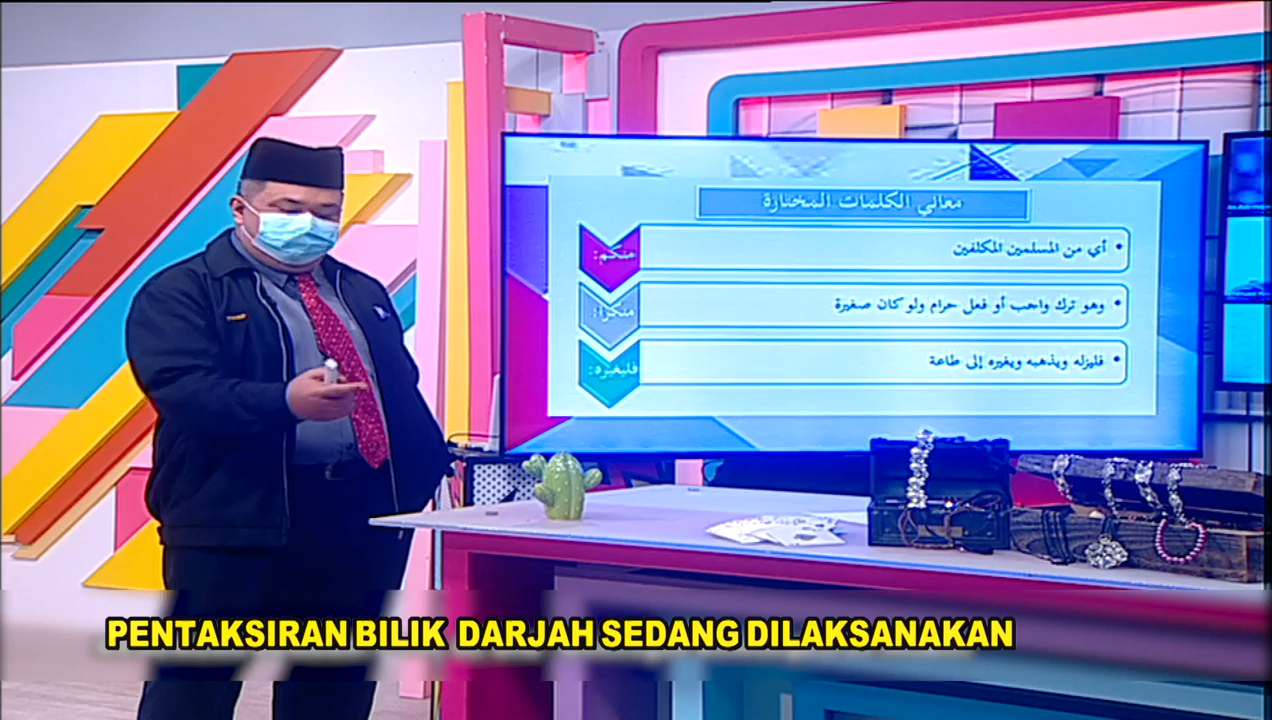 معاني الكلمات المختارة
منكم:
• أي من المسلمين المكلفين
منكرا:
• وهو ترك واجب أو فعل حرام ولو كان صغيرة
فليغيره:
• فليزله ويذهبه ويغيره إلى طاعة
PENTAKSIRAN BILIK DARJAH SEDANG DILAKSANAKAN